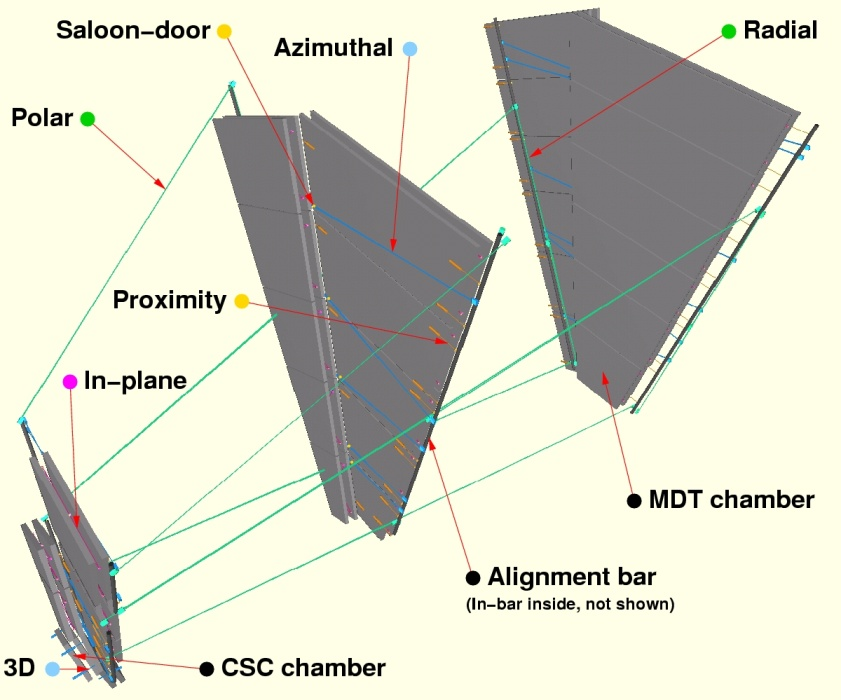 Saloon−door
Azimuthal
Radial
Polar
Proximity
In−plane
MDT chamber
Alignment bar
(In−bar inside, not shown)
3D
CSC chamber